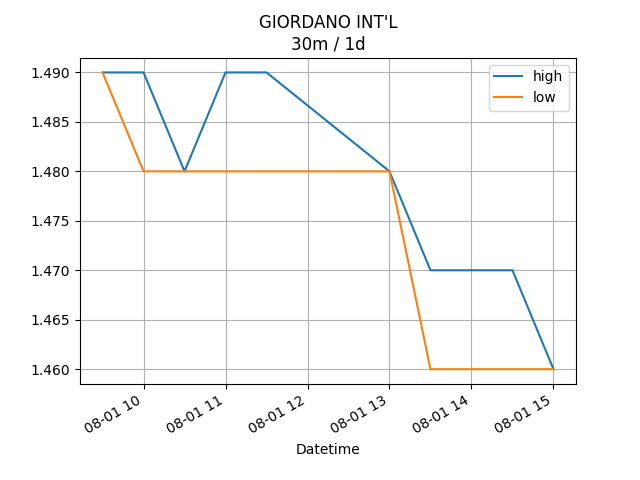 GIORDANO INT'L
30m / 1d
high
low
1.490
1.485
1.480
1.475
1.470
1.465
1.460
08-01 10
08-01 11
08-01 12
08-01 13
08-01 14
08-01 15
Datetime